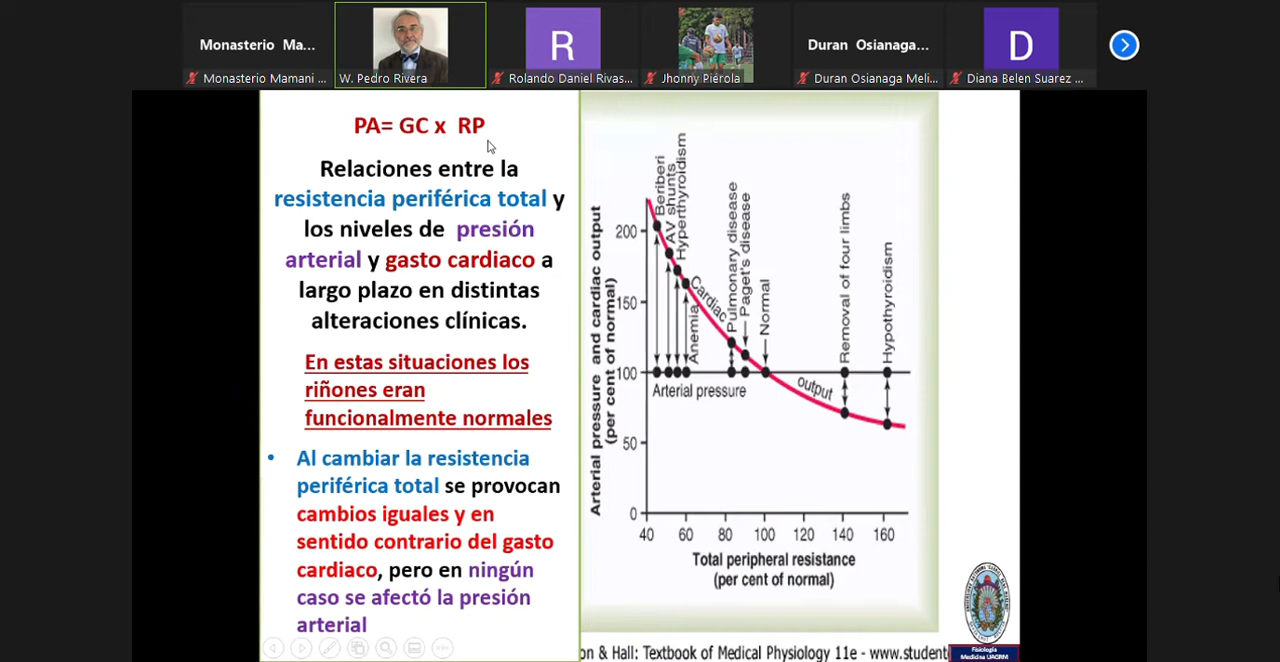 Monasterio Ma...
R
Duran Osianaga...
D
Monasterio Mamani ...
W. Pedro Rivera
Rolando Daniel Rivas...
Jhonny Piérola
Duran Osianaga Meli...
Diana Belen Suarez ...
PA= GC x RP
Relaciones entre la
resistencia periférica total y
los niveles de presión
arterial y gasto cardiaco a
largo plazo en distintas
alteraciones clínicas.
En estas situaciones los
riñones eran
funcionalmente normales
• Al cambiar la resistencia
periférica total se provocan
cambios iguales y en
sentido contrario del gasto
cardiaco, pero en ningún
caso se afectó la presión
arterial
Arterial pressure and cardiac output
(per cent of normal)
200
150
100
50
0
Beriberi
AV shunts
Hyperthyroidism
Anemia
Cardiac
Pulmonary disease
Paget's disease
Normal
output
Removal of four limbs
Hypothyroidism
Arterial pressure
40 60 80 100 120 140 160
Total peripheral resistance
(per cent of normal)
on & Hall: Textbook of Medical Physiology 11e - www.studente
Fisiología
Medicina UAGRM